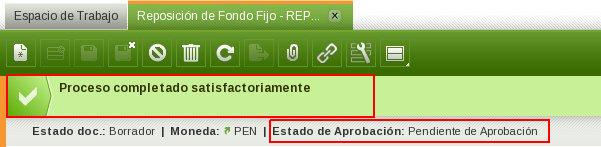 Espacio de Trabajo
Reposición de Fondo Fijo - REP...
Proceso completado satisfactoriamente
Estado doc.: Borrador | Moneda: PEN | Estado de Aprobación: Pendiente de Aprobación